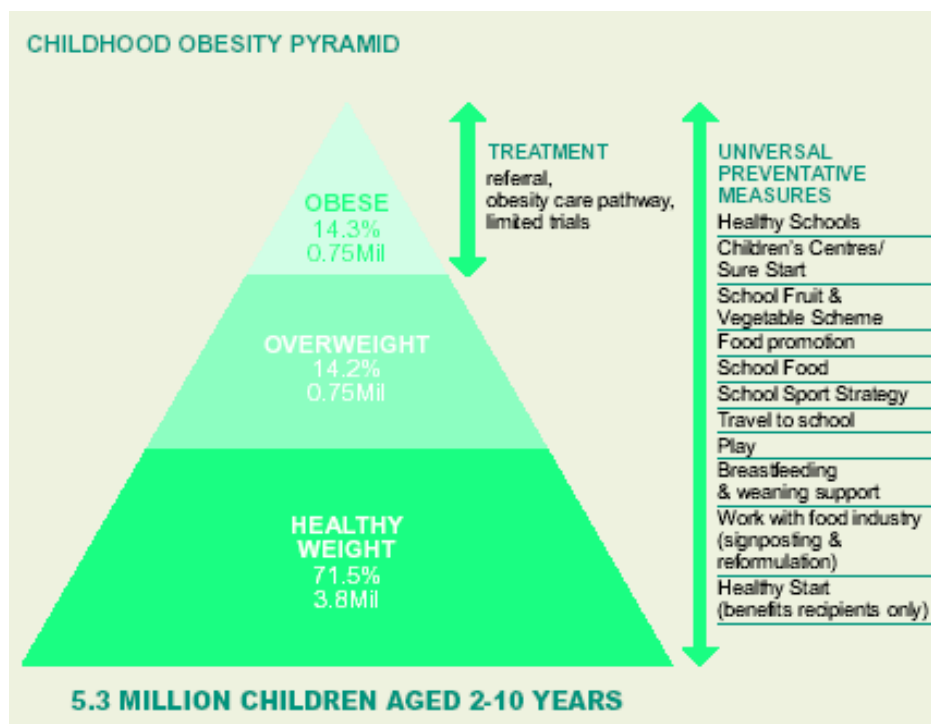 CHILDHOOD OBESITY PYRAMID
OBESE
14.3%
0.75Mil
OVERWEIGHT
14.2%
0.75Mil
HEALTHY
WEIGHT
71.5%
3.8Mil
5.3 MILLION CHILDREN AGED 2-10 YEARS
TREATMENT
referral,
obesity care pathway,
limited trials
UNIVERSAL
PREVENTATIVE
MEASURES
Healthy Schools
Children's Centres/
Sure Start
School Fruit &
Vegetable Scheme
Food promotion
School Food
School Sport Strategy
Travel to school
Play
Breastfeeding
& weaning support
Work with food industry
(signposting &
reformulation)
Healthy Start
(benefits recipients only)